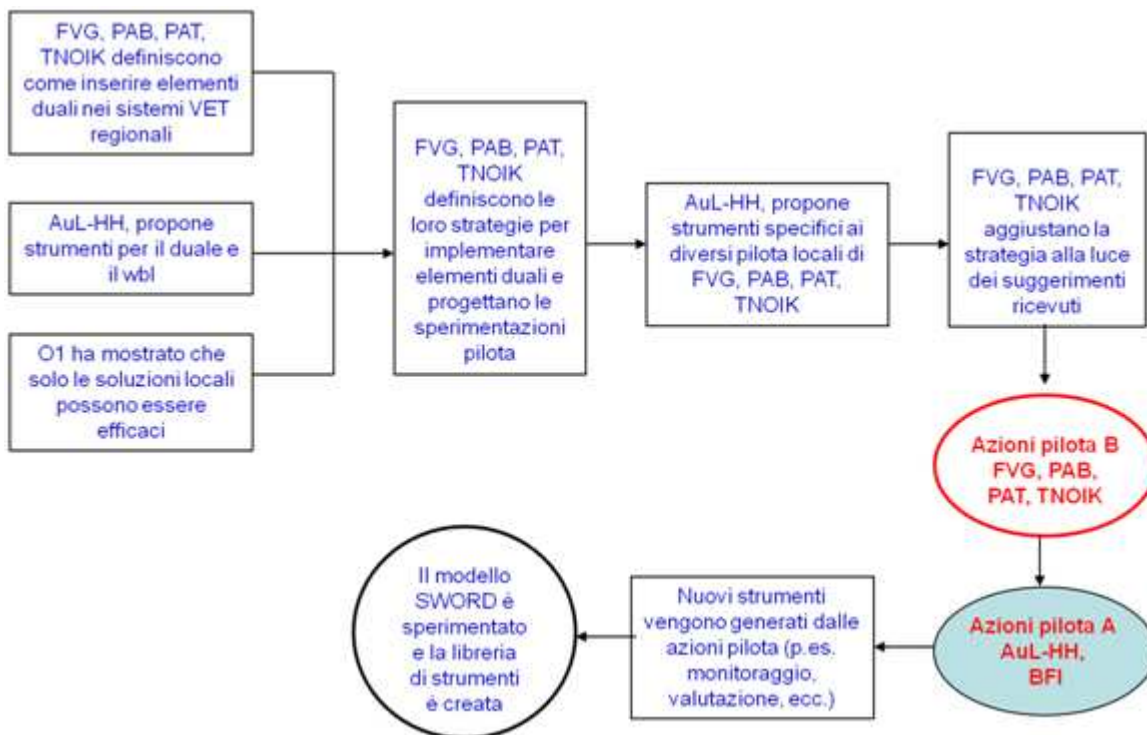 FVG, PAB, PAT,
TNOIK definiscono
come inserire elementi
duali nei sistemi VET
regionali
AuL-HH, propone
strumenti per il duale e
il wbl
O1 ha mostrato che
solo le soluzioni locali
possono essere
efficaci
FVG, PAB, PAT,
TNOIK
definiscono le
loro strategie per
implementare
elementi duali e
progettano le
sperimentazioni
pilota
AuL-HH, propone
strumenti specifici ai
diversi pilota locali di
FVG, PAB, PAT,
TNOIK
FVG, PAB, PAT,
TNOIK
aggiustano la
strategia alla luce
dei suggerimenti
ricevuti
Azioni pilota B
FVG, PAB,
PAT, TNOIK
Azioni pilota A
AuL-HH,
BFI
Nuovi strumenti
vengono generati dalle
azioni pilota (p.es.
monitoraggio,
valutazione, ecc.)
Il modello
SWORD è
sperimentato
e la libreria
di strumenti
è creata